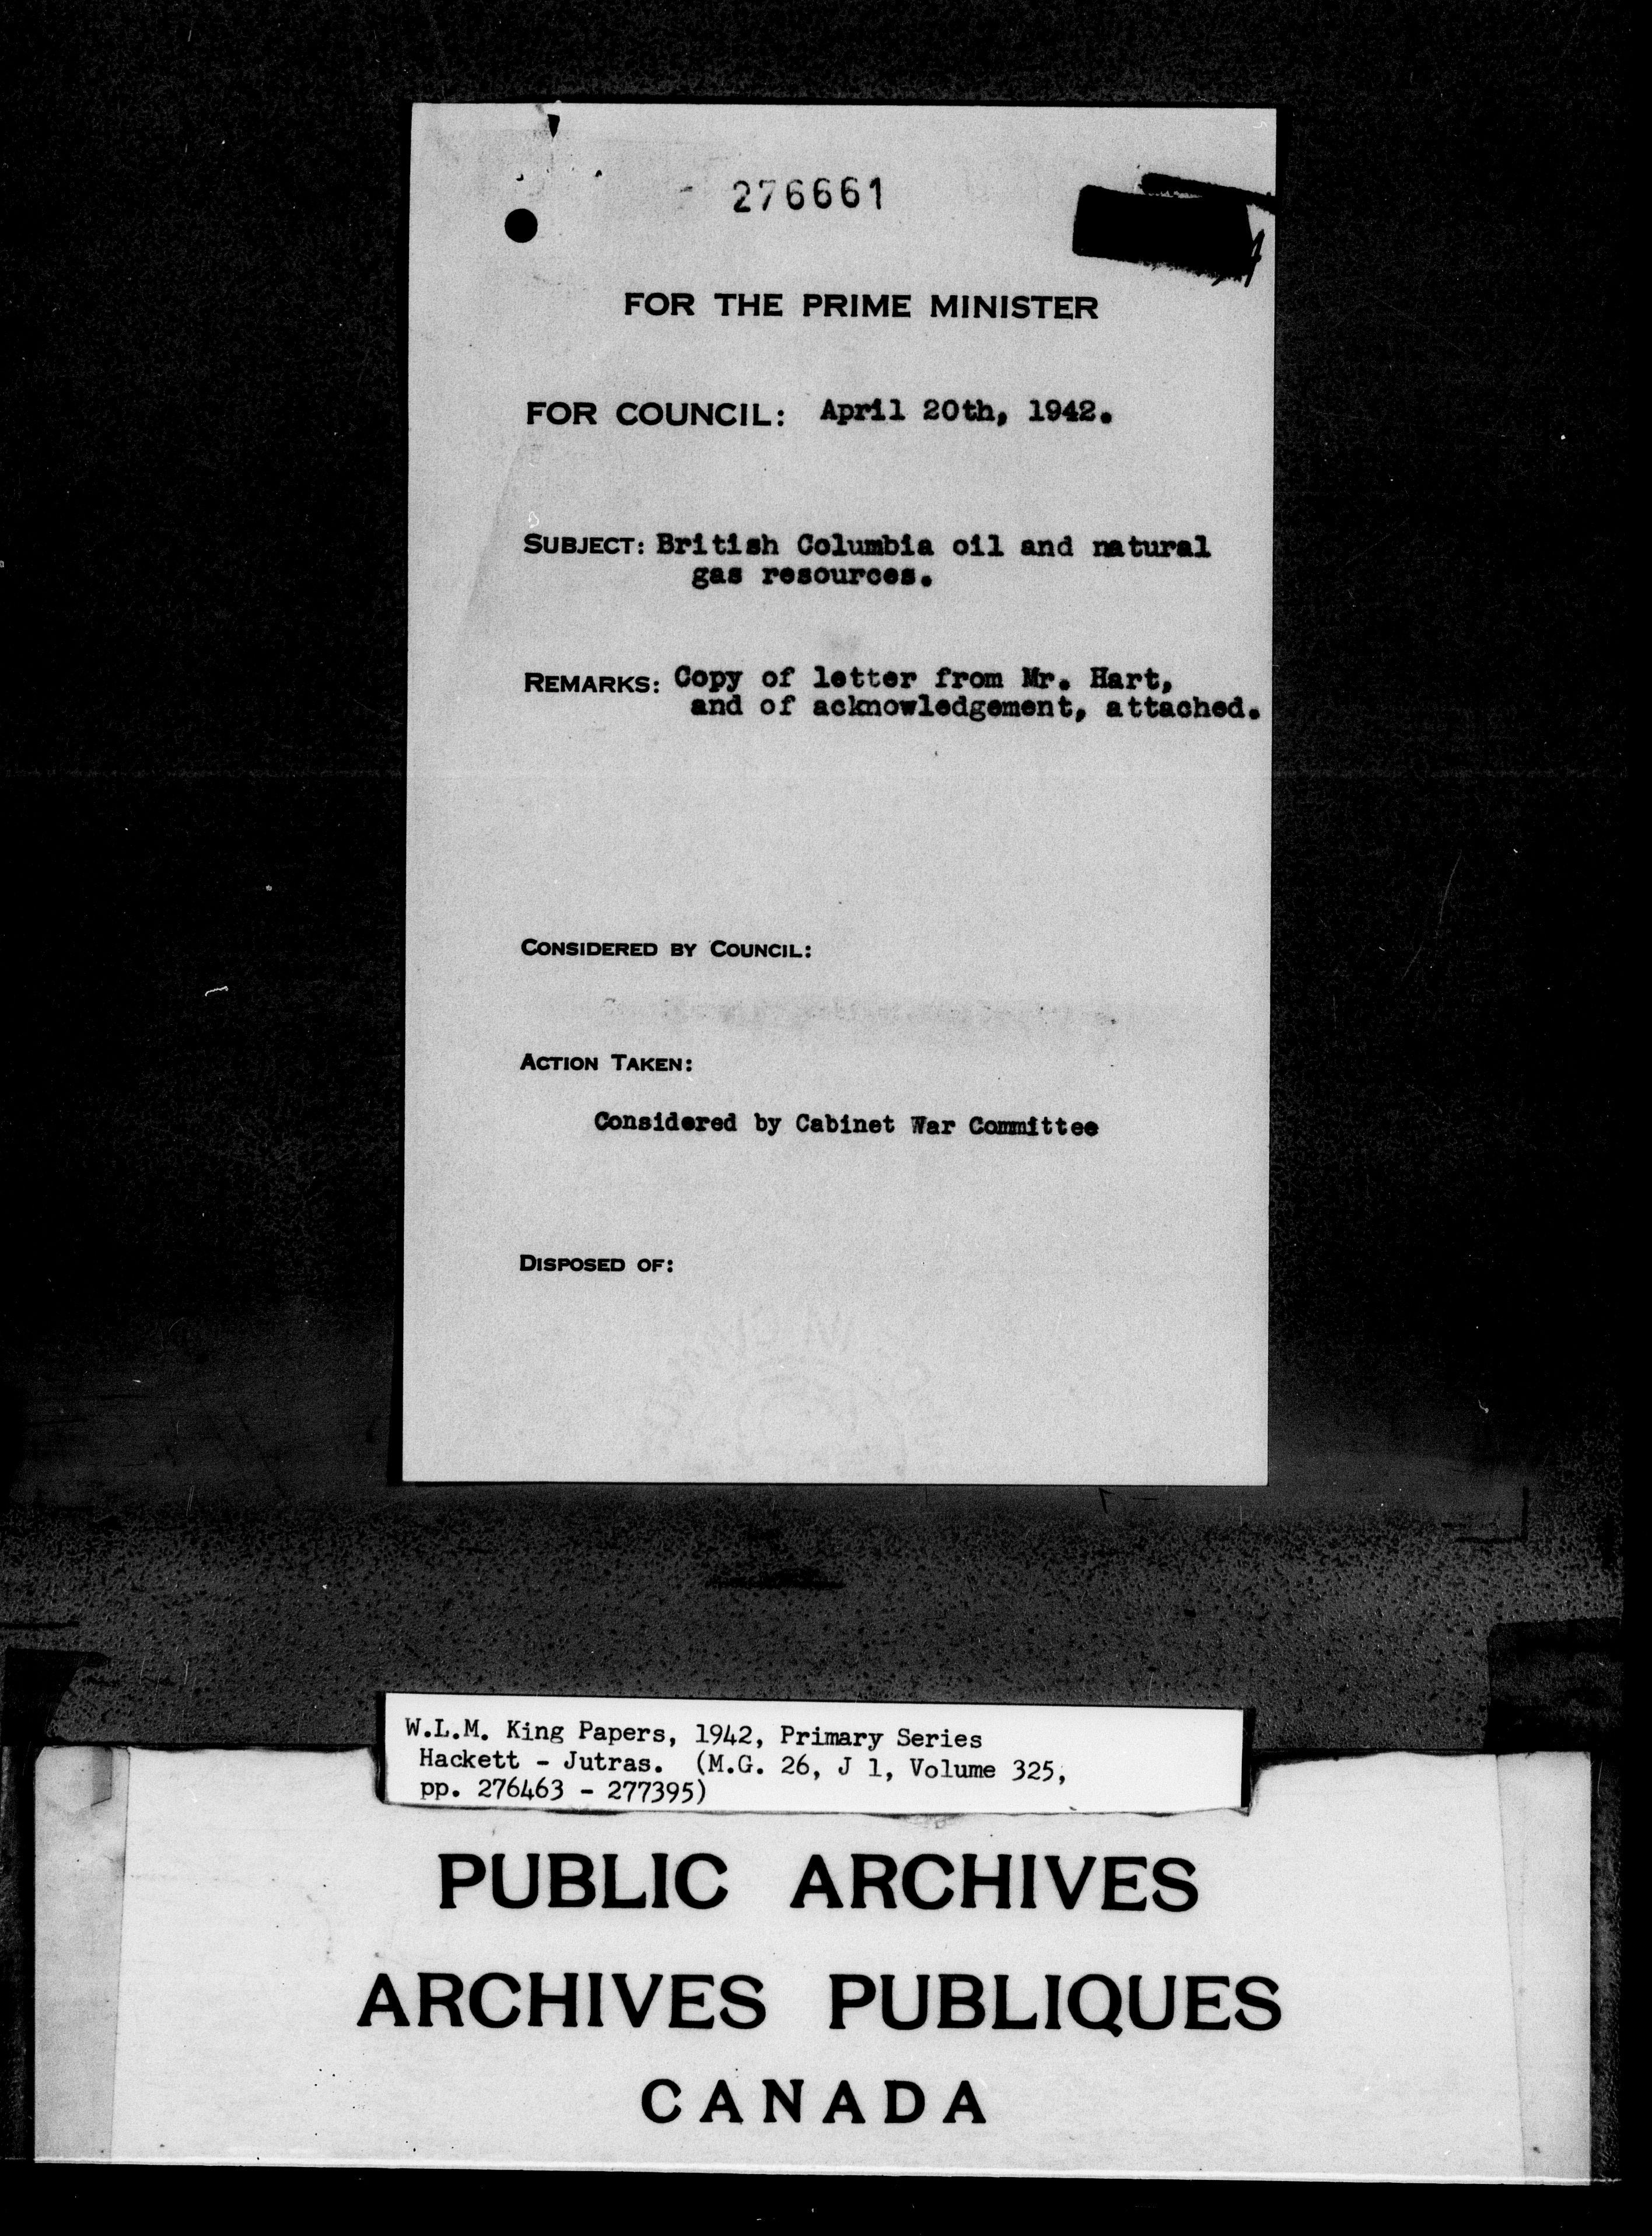 276661
FOR THE PRIME MINISTER
FOR COUNCIL: April 20th, 1942.
SUBJECT: British Columbia oil and natural
gas resources.
REMARKS: Copy of letter from Mr. Hart,
and of acknowledgement, attached.
CONSIDERED BY COUNCIL:
ACTION TAKEN:
Considered by Cabinet War Committee
DISPOSED OF:
W.L.M. King Papers, 1942, Primary Series
Hackett - Jutras. (M.G. 26, J 1, Volume 325,
pp. 276463 - 277395)
PUBLIC ARCHIVES
ARCHIVES PUBLIQUES
CANADA